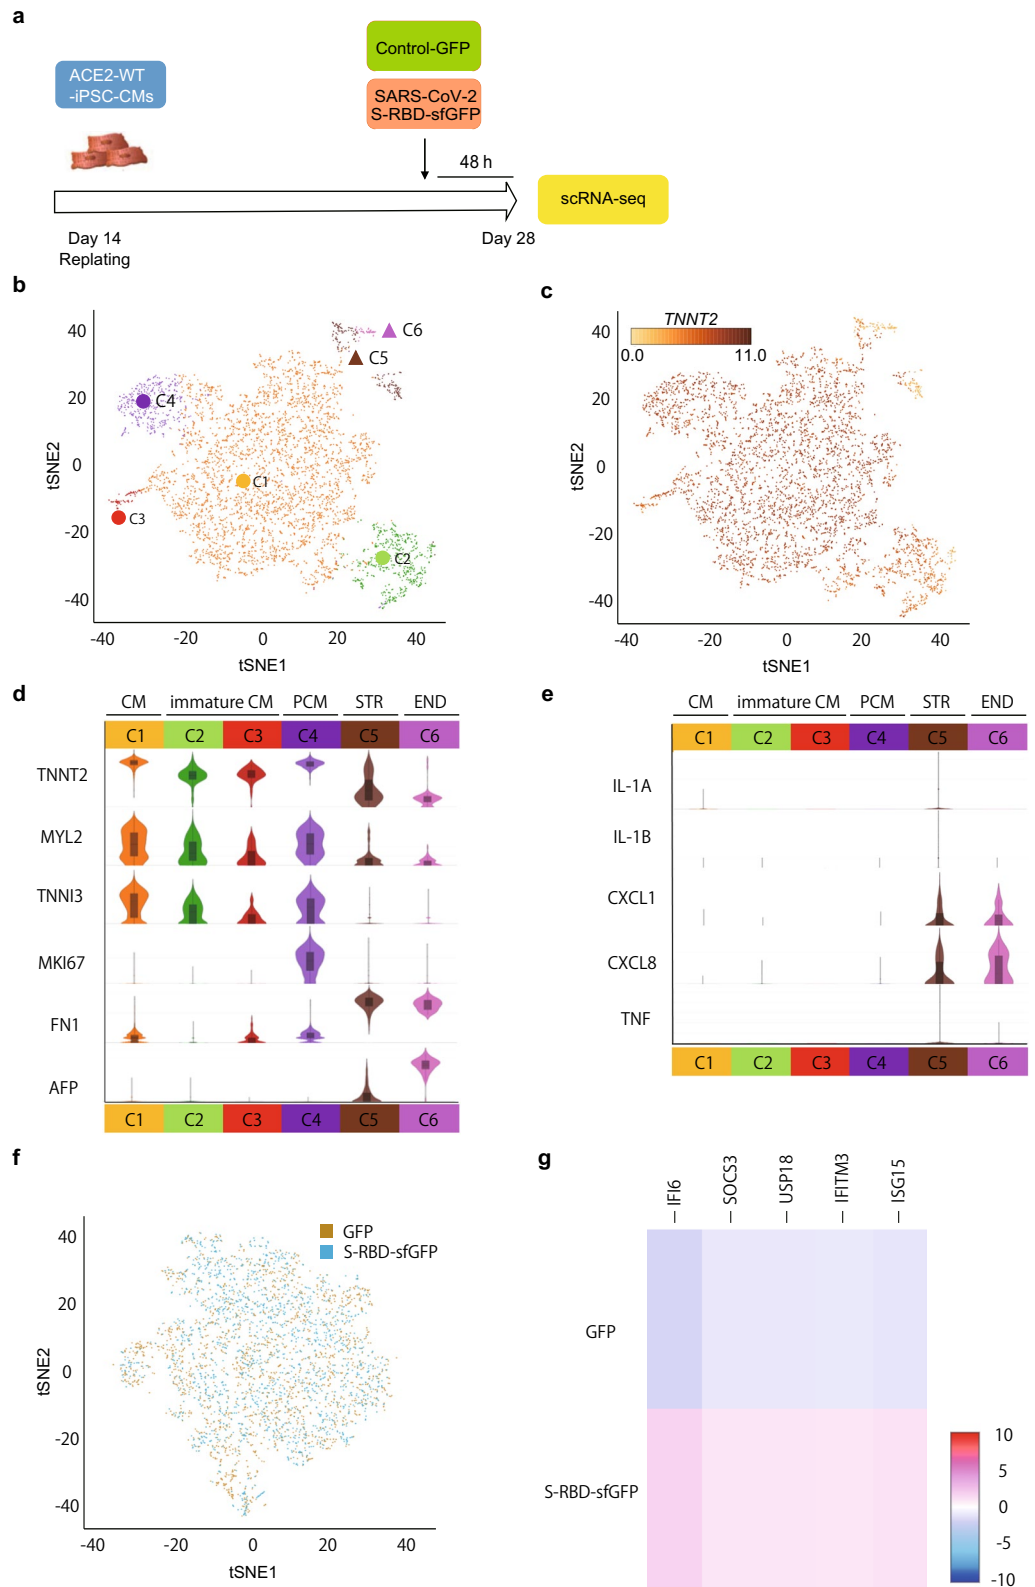 a
Control-GFP
ACE2-WT
-iPSC-CMs
SARS-CoV-2
S-RBD-sfGFP
48 h
scRNA-seq
Day 14
Replating
Day 28
b
40
20
0
-20
-40
tSNE2
C6
C5
C4
C1
C3
C2
-40
-20
0
20
40
tSNE1
c
TNNT2
0.0
11.0
40
20
0
-20
-40
tSNE2
-40
-20
0
20
40
tSNE1
d
CM
immature CM
PCM
STR
END
C1
C2
C3
C4
C5
C6
TNNT2
MYL2
TNNI3
MKI67
FN1
AFP
C1
C2
C3
C4
C5
C6
e
CM
immature CM
PCM
STR
END
C1
C2
C3
C4
C5
C6
IL-1A
IL-1B
CXCL1
CXCL8
TNF
C1
C2
C3
C4
C5
C6
f
GFP
S-RBD-sfGFP
40
20
0
-20
-40
tSNE2
-40
-20
0
20
40
tSNE1
g
IFI6
SOCS3
USP18
IFITM3
ISG15
GFP
S-RBD-sfGFP
10
5
0
-5
-10